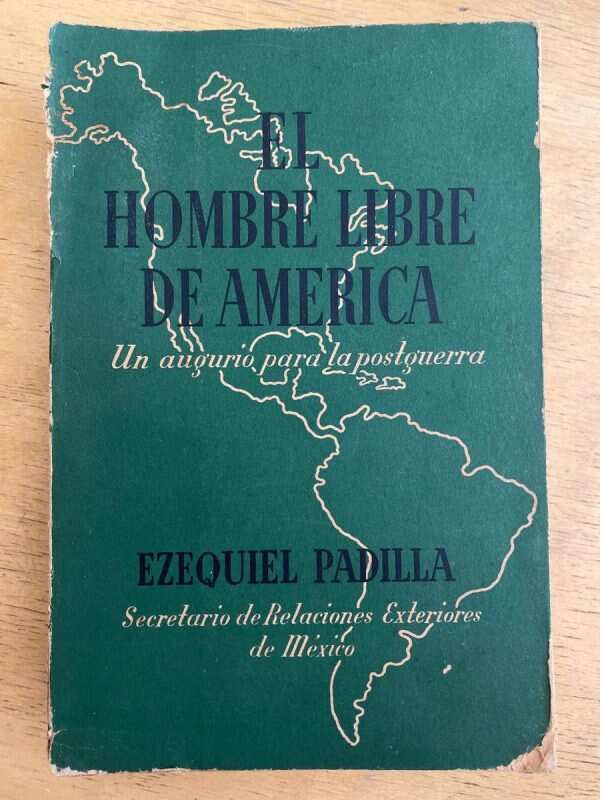 EL
HOMBRE LIBRE
DE AMERICA
Un augurio para la postguerra
EZEQUIEL PADILLA
Secretario de Relaciones Exteriores
de México